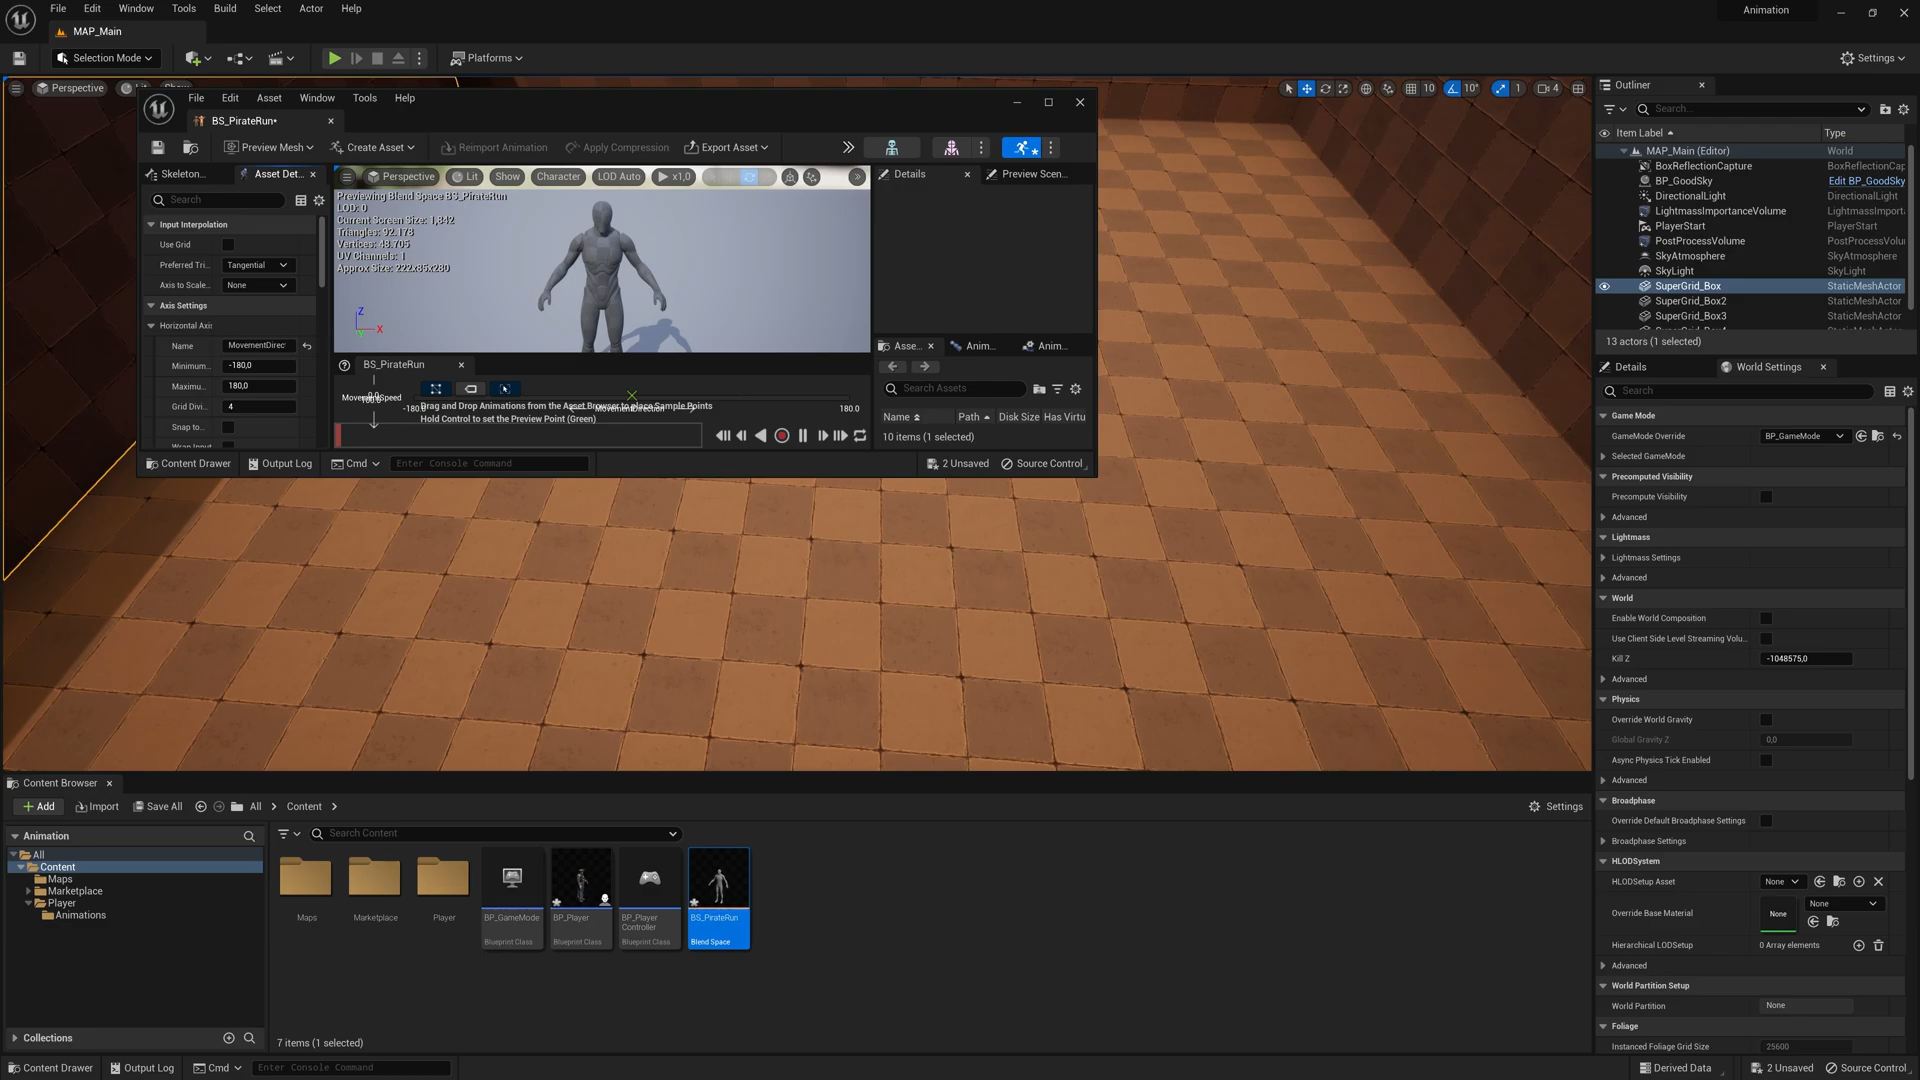 File Edit Window Tools Build Select Actor Help
Animation
MAP_Main
Selection Mode
Platforms
Settings
Perspective
10
10°
1
4
File Edit Asset Window Tools Help
BS_PirateRun•
Preview Mesh
Create Asset
Reimport Animation
Apply Compression
Export Asset
Skeleton...
Asset Det...
Search
Input Interpolation
Use Grid
Preferred Tri...
Tangential
Axis to Scale...
None
Axis Settings
Horizontal Axis
Name
MovementDirec
Minimum...
-180,0
Maximu...
180,0
Grid Divi...
4
Snap to...
Perspective
Lit
Show
Character
LOD Auto
x1,0
Previewing Blend Space BS_PirateRun
LOD: 0
Current Screen Size: 1,842
Triangles: 92.178
Vertices: 48.705
UV Channels: 1
Approx Size: 222x85x280
Z
X
BS_PirateRun
-180.0
Drag and Drop Animations from the Asset Browser to place Sample Points
MovementDirection
180.0
Hold Control to set the Preview Point (Green)
Details
Preview Scen...
Asse...
Anim...
Anim...
Search Assets
Name
Path
Disk Size
Has Virtu
10 items (1 selected)
Content Drawer
Output Log
Cmd
Enter Console Command
2 Unsaved
Source Control
Outliner
Search...
Item Label
Type
MAP_Main (Editor)
World
BoxReflectionCapture
BoxReflectionCap
BP_GoodSky
Edit BP_GoodSky
DirectionalLight
DirectionalLight
LightmassImportanceVolume
LightmassImport
PlayerStart
PlayerStart
PostProcessVolume
PostProcessVolu
SkyAtmosphere
SkyAtmosphere
SkyLight
SkyLight
SuperGrid_Box
StaticMeshActor
SuperGrid_Box2
StaticMeshActor
SuperGrid_Box3
StaticMeshActor
13 actors (1 selected)
Details
World Settings
Search
Game Mode
GameMode Override
BP_GameMode
Selected GameMode
Precomputed Visibility
Precompute Visibility
Advanced
Lightmass
Lightmass Settings
Advanced
World
Enable World Composition
Use Client Side Level Streaming Volu...
Kill Z
-1048575,0
Advanced
Physics
Override World Gravity
Global Gravity Z
0,0
Async Physics Tick Enabled
Advanced
Broadphase
Override Default Broadphase Settings
Broadphase Settings
HLODSystem
HLODSetup Asset
None
Override Base Material
None
None
Hierarchical LODSetup
0 Array elements
Advanced
World Partition Setup
World Partition
None
Foliage
Instanced Foliage Grid Size
25600
Content Browser
Add
Import
Save All
All
Content
Settings
Animation
All
Content
Maps
Marketplace
Player
Animations
Collections
Search Content
Maps
Marketplace
Player
BP_GameMode
Blueprint Class
BP_Player
Blueprint Class
BP_Player
Controller
Blueprint Class
BS_PirateRun
Blend Space
7 items (1 selected)
Content Drawer
Output Log
Cmd
Enter Console Command
Derived Data
2 Unsaved
Source Control